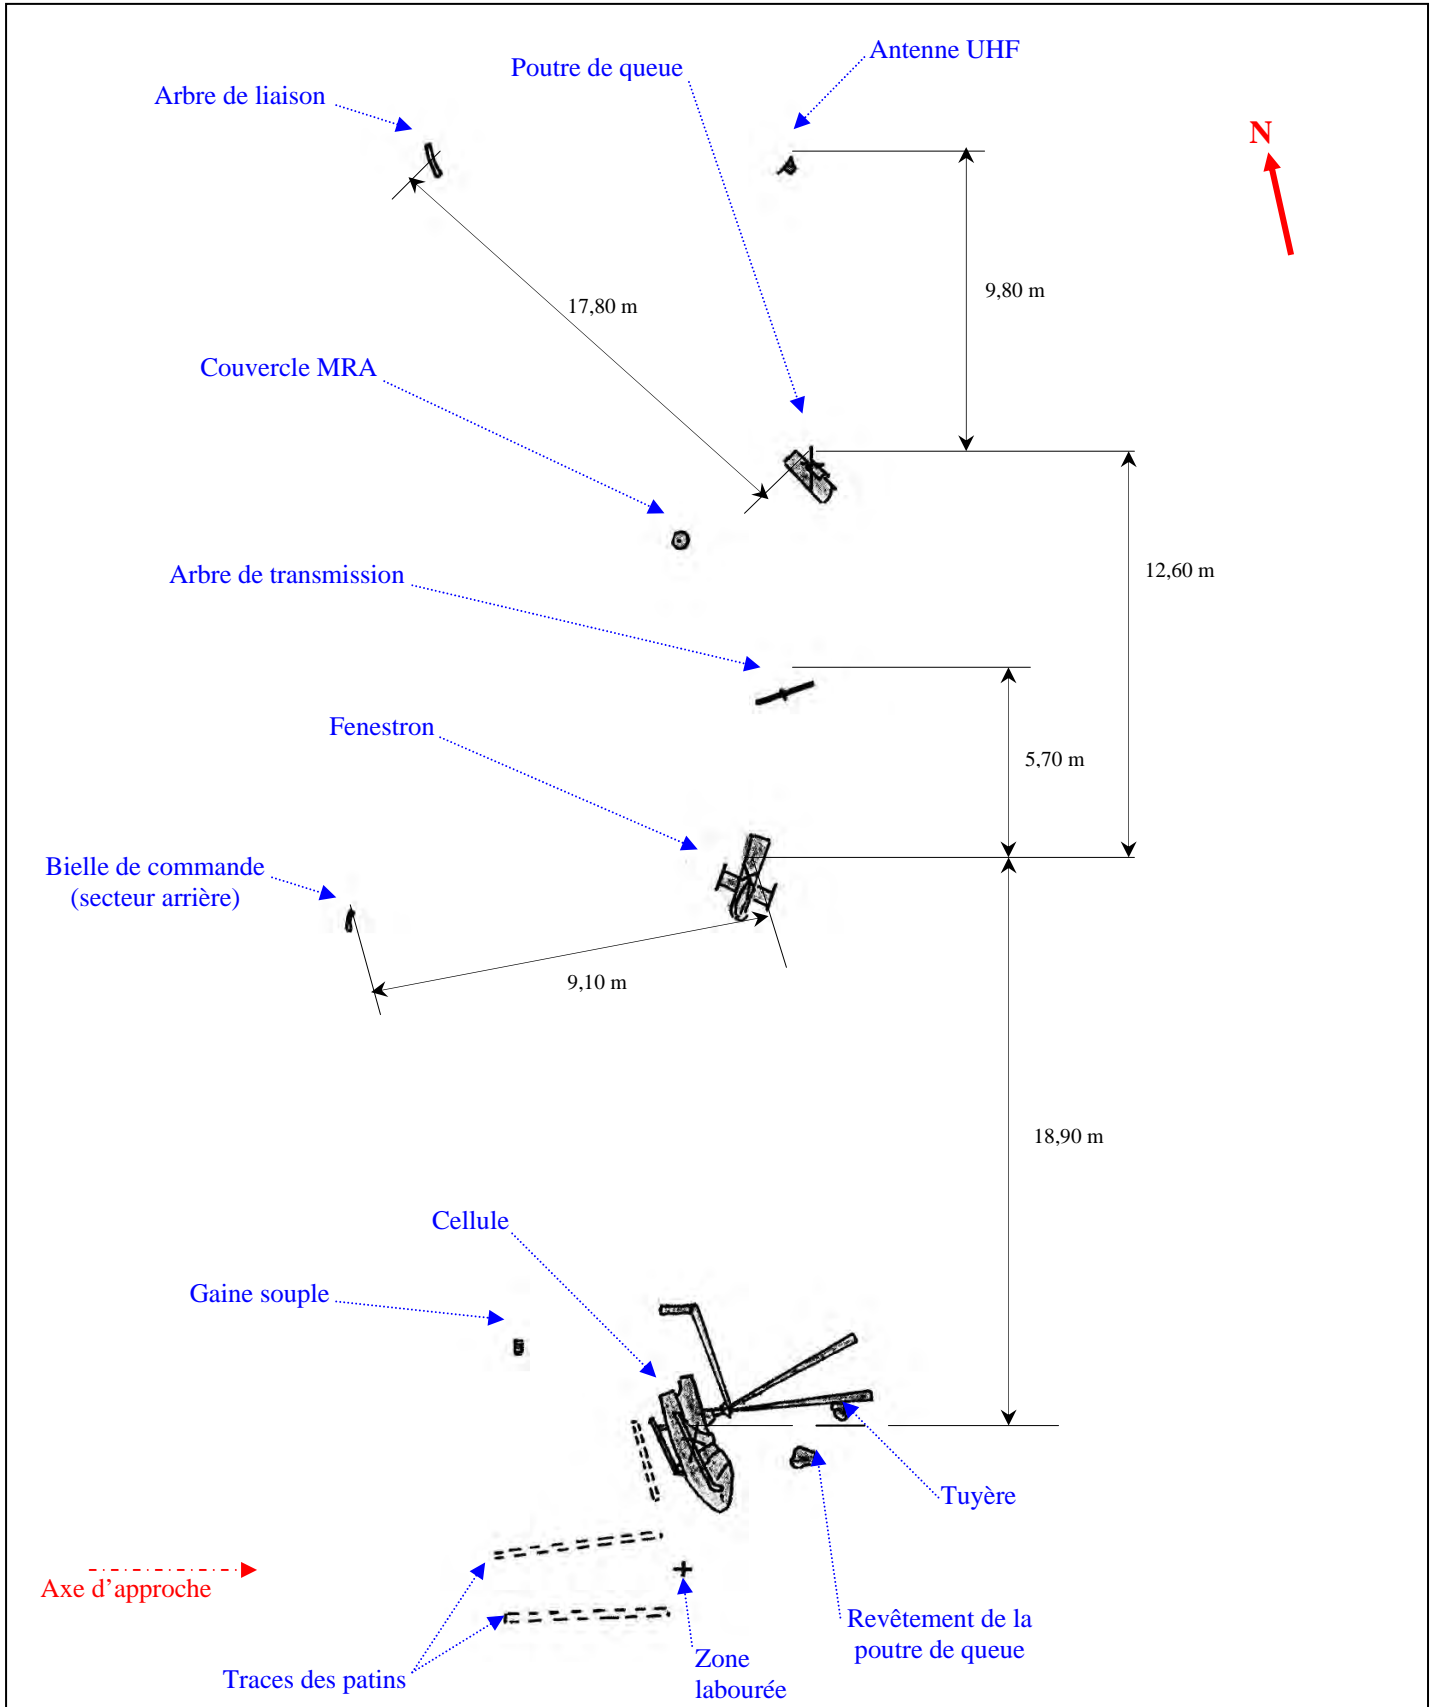 Antenne UHF
Poutre de queue
Arbre de liaison
N
9,80 m
17,80 m
Couvercle MRA
12,60 m
Arbre de transmission
Fenestron
5,70 m
Bielle de commande
(secteur arrière)
9,10 m
18,90 m
Cellule
Gaine souple
Tuyère
Axe d'approche
Revêtement de la
poutre de queue
Traces des patins
Zone
labourée